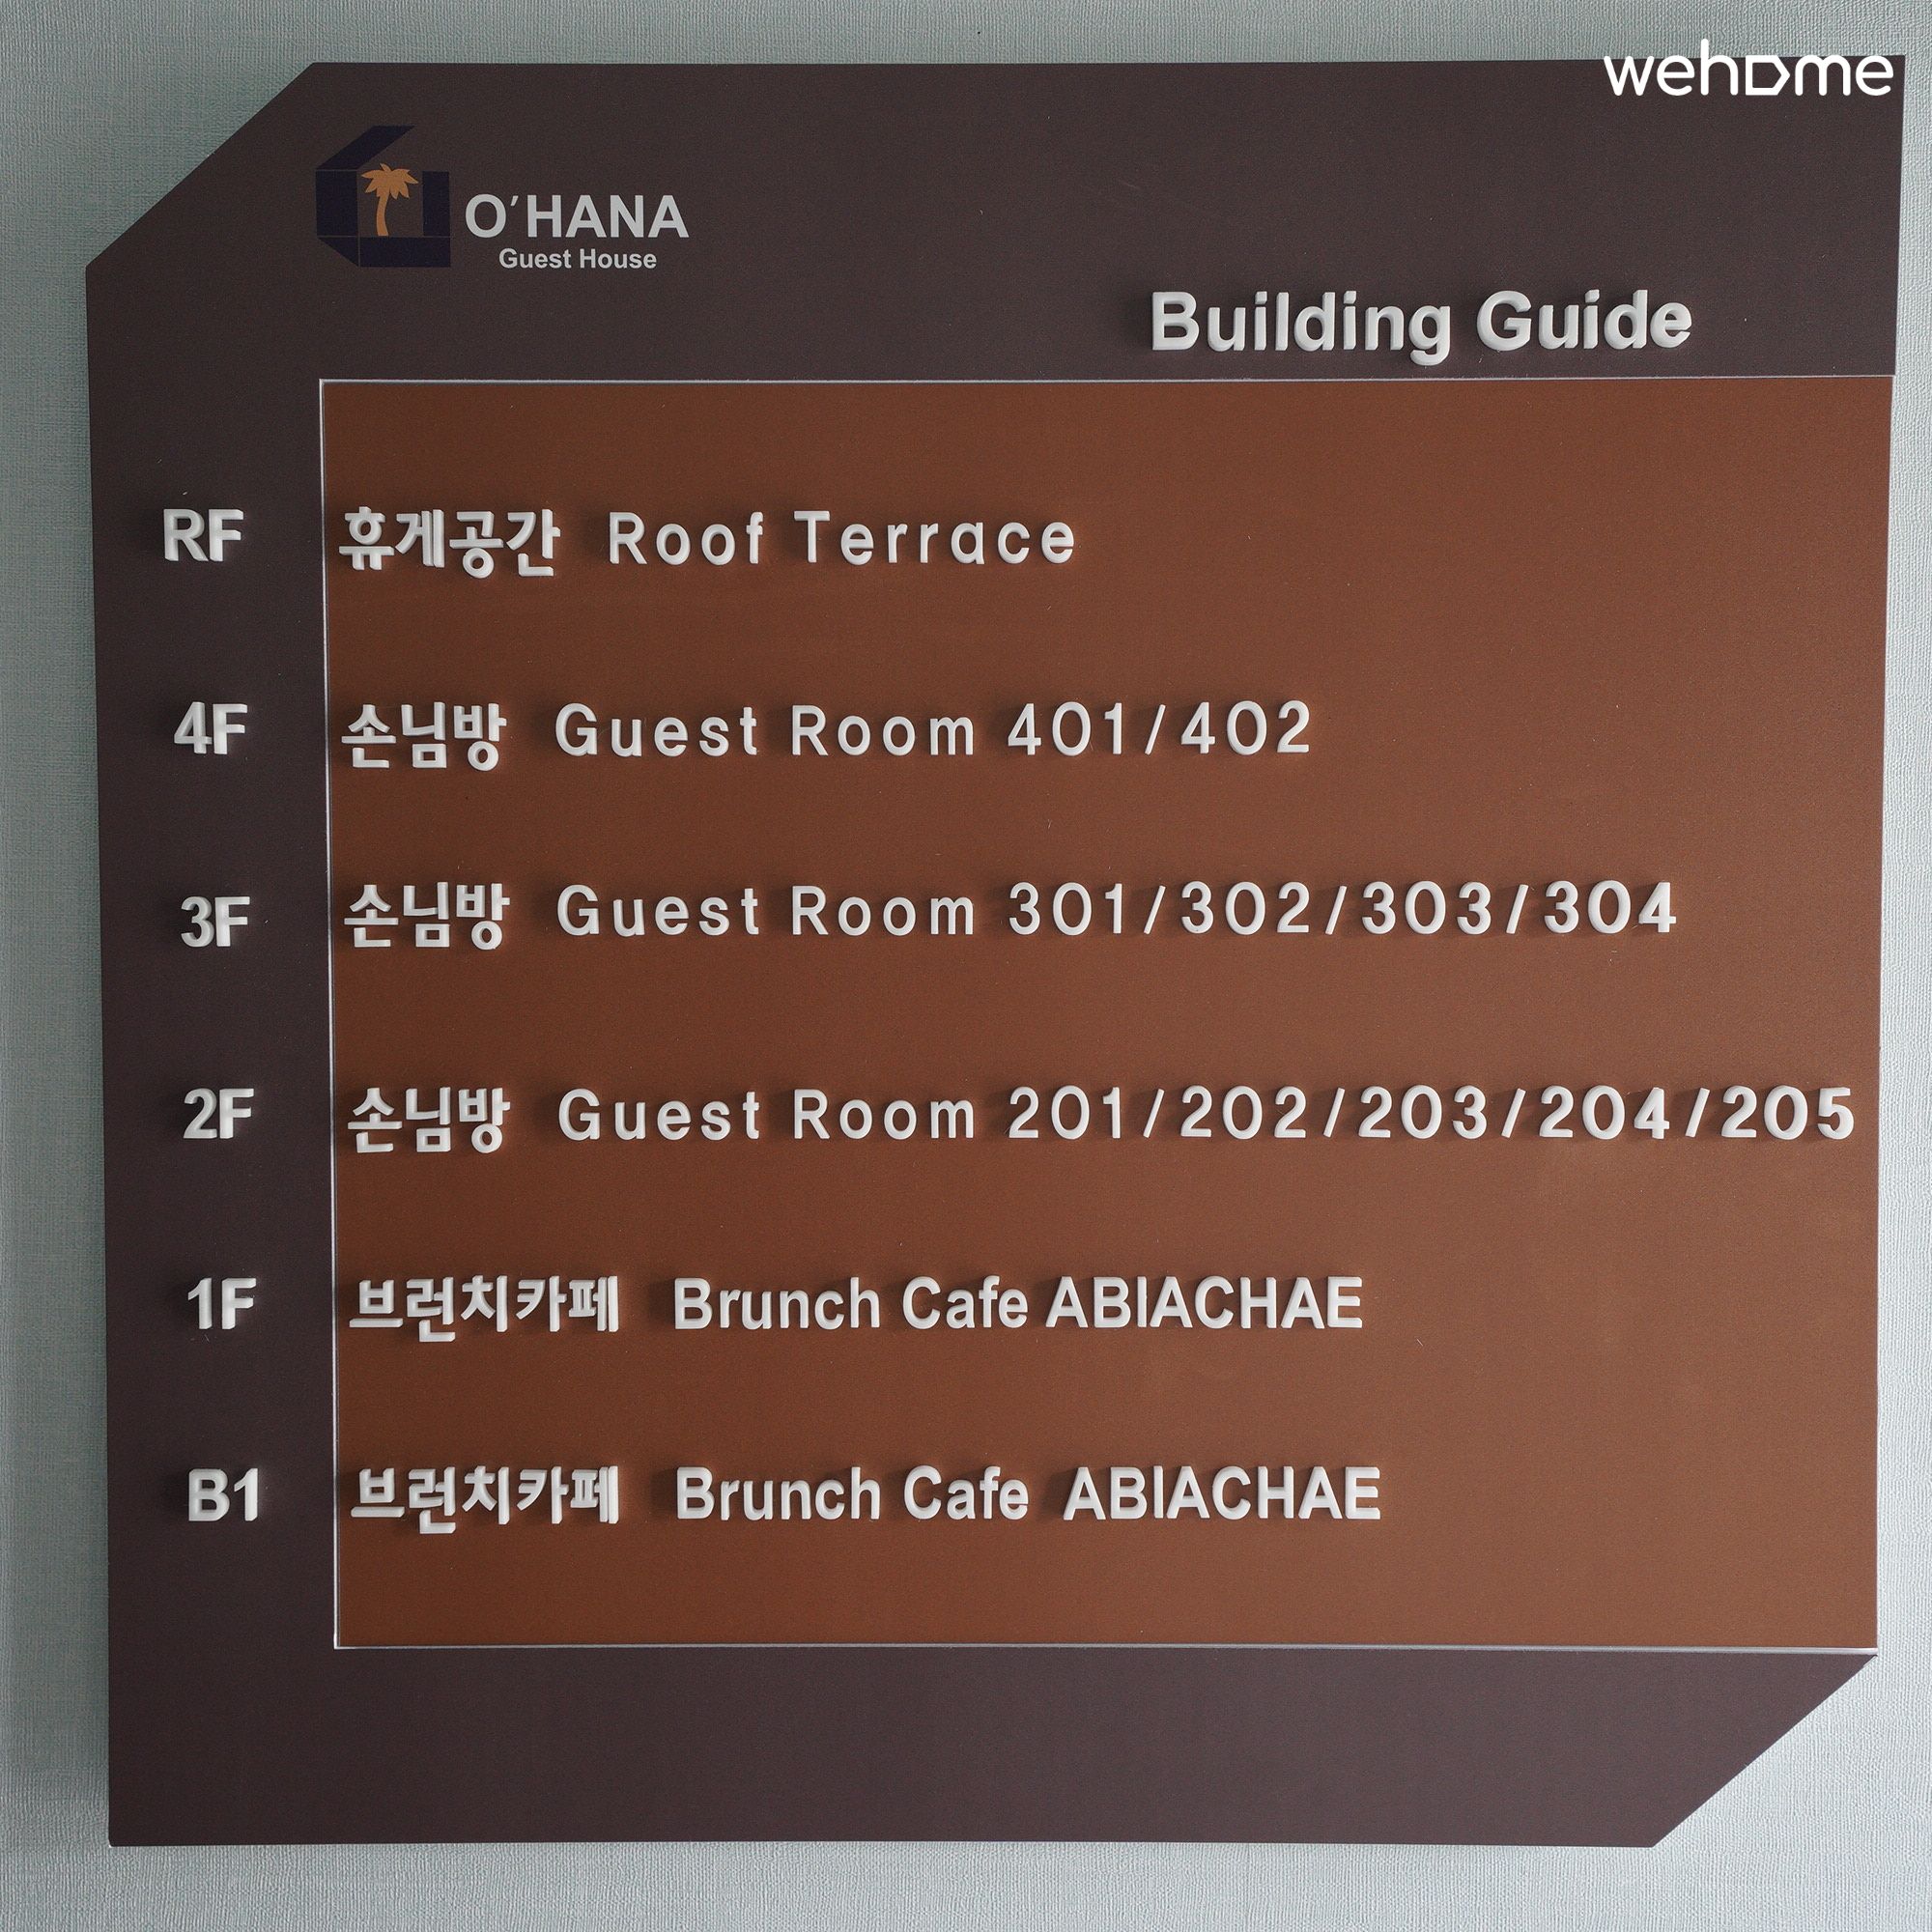 wehome
O'HANA
Guest House
Building Guide
RF 휴게공간 Roof Terrace
4F 손님방 Guest Room 401/402
3F 손님방 Guest Room 301/302/303/304
2F 손님방 Guest Room 201/202/203/204/205
1F 브런치카페 Brunch Cafe ABIACHAE
B1 브런치카페 Brunch Cafe ABIACHAE